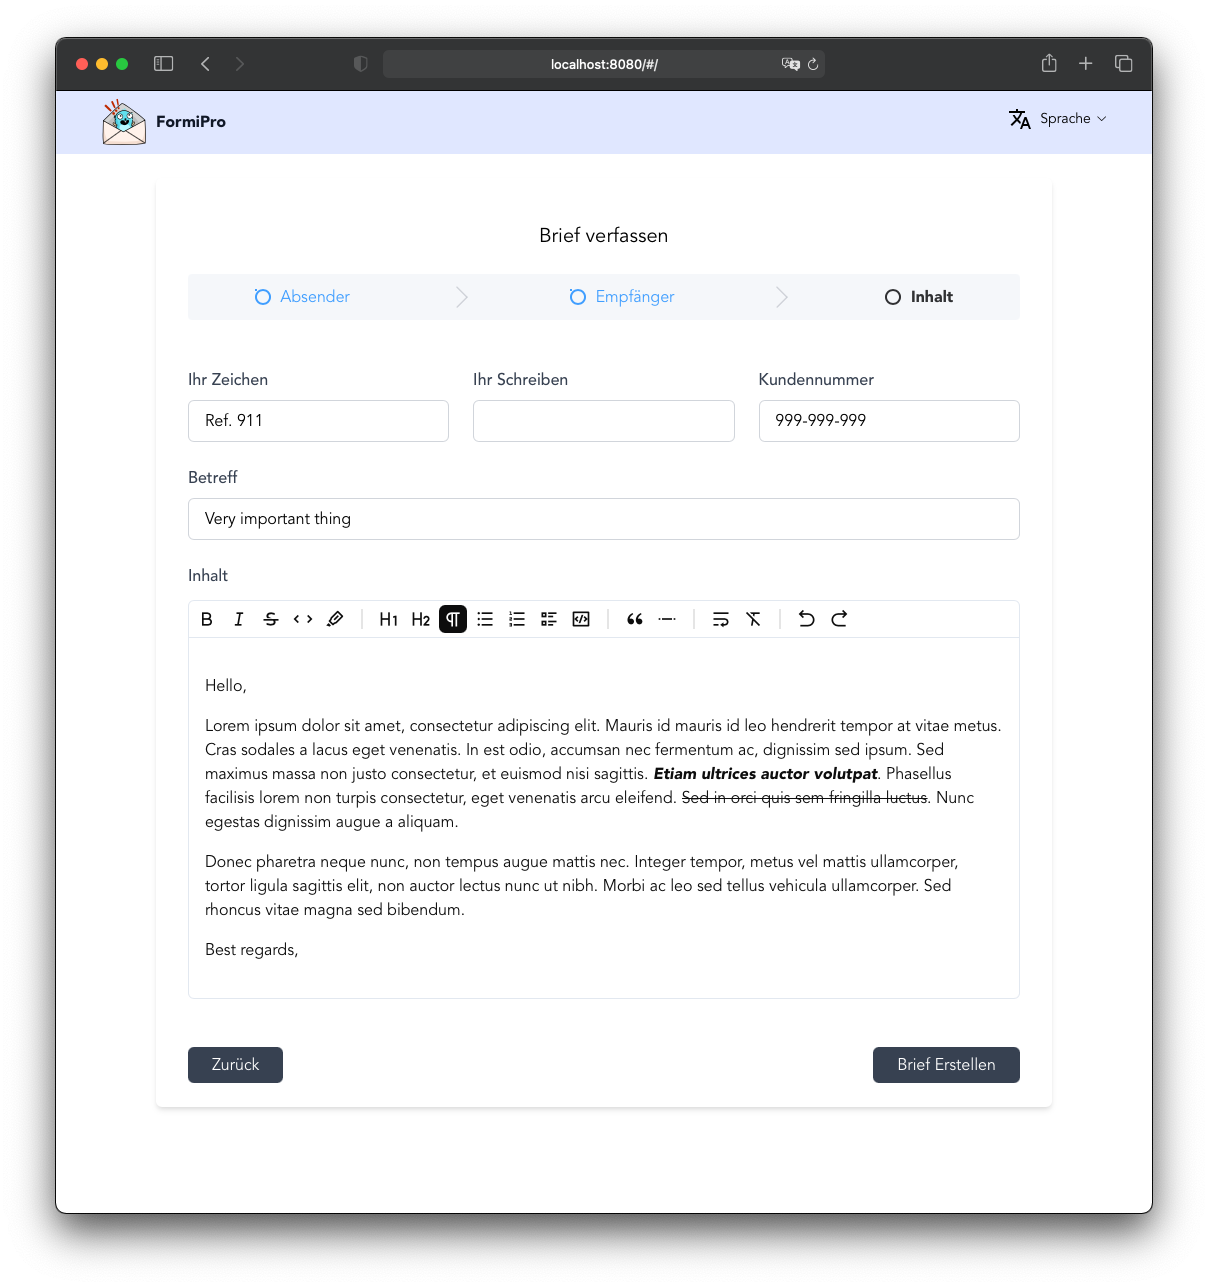 localhost:8080/#/
FormiPro
Sprache
Brief verfassen
Absender
Empfänger
Inhalt
Ihr Zeichen
Ihr Schreiben
Kundennummer
Ref. 911
999-999-999
Betreff
Very important thing
Inhalt
B I S H1 H2
Hello,
Lorem ipsum dolor sit amet, consectetur adipiscing elit. Mauris id mauris id leo hendrerit tempor at vitae metus.
Cras sodales a lacus eget venenatis. In est odio, accumsan nec fermentum ac, dignissim sed ipsum. Sed
maximus massa non justo consectetur, et euismod nisi sagittis. Etiam ultrices auctor volutpat. Phasellus
facilisis lorem non turpis consectetur, eget venenatis arcu eleifend. Sed in orci quis sem fringilla luctus. Nunc
egestas dignissim augue a aliquam.
Donec pharetra neque nunc, non tempus augue mattis nec. Integer tempor, metus vel mattis ullamcorper,
tortor ligula sagittis elit, non auctor lectus nunc ut nibh. Morbi ac leo sed tellus vehicula ullamcorper. Sed
rhoncus vitae magna sed bibendum.
Best regards,
Zurück
Brief Erstellen